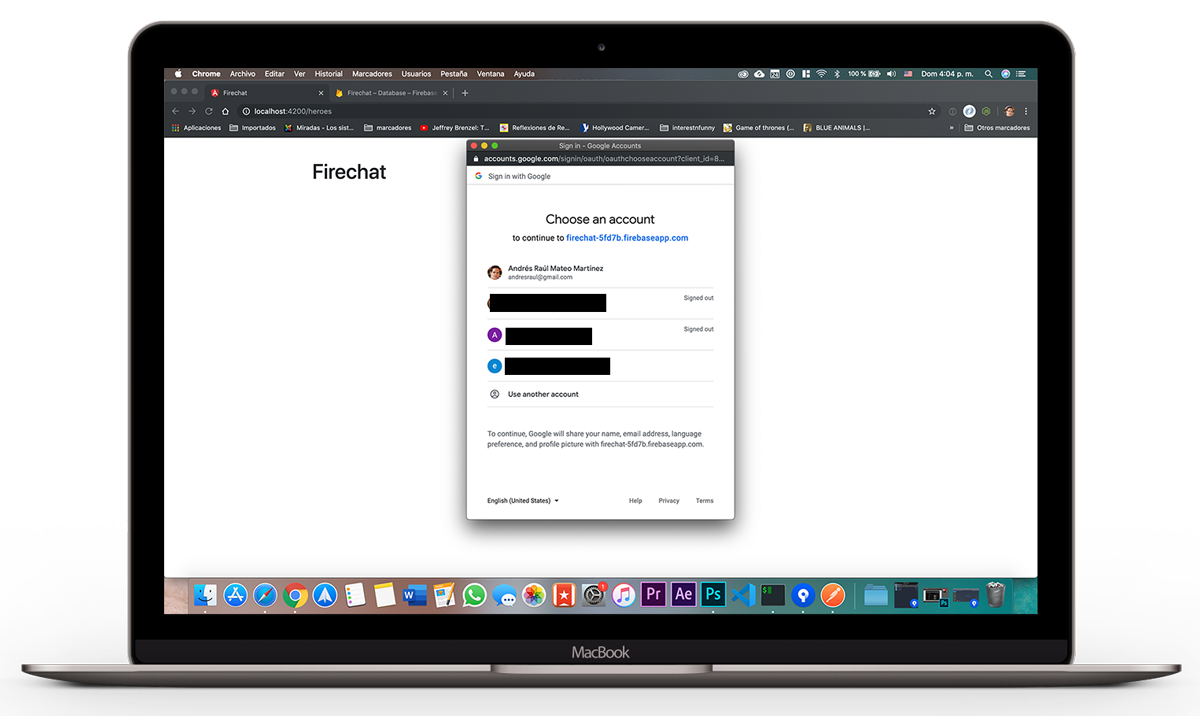 Chrome Archivo Editar Ver Historial Marcadores Usuarios Pestaña Ventana Ayuda 100 % Dom 4:04 p. m.
Firechat Firechat – Database – Firebase
localhost:4200/heroes
Aplicaciones Importados Miradas - Los sist... marcadores Jeffrey Brenzel: T... Reflexiones de Re... Hollywood Camer... interestnfunny Game of thrones (... BLUE ANIMALS |... » Otros marcadores
Firechat
Sign in - Google Accounts
accounts.google.com/signin/oauth/oauthchooseaccount?client_id=8...
Sign in with Google
Choose an account
to continue to firechat-5fd7b.firebaseapp.com
Andrés Raúl Mateo Martínez
andresraul@gmail.com
Signed out
A
Signed out
e
Use another account
To continue, Google will share your name, email address, language
preference, and profile picture with firechat-5fd7b.firebaseapp.com.
English (United States) Help Privacy Terms
W 1 Pr Ae Ps $
MacBook